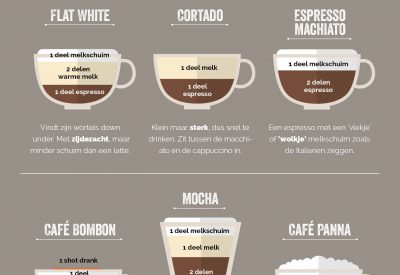 FLAT WHITE
1 deel melkschuim
2 delen
warme melk
1 deel espresso
Vindt zijn wortels down
under. Met zijdezacht, maar
minder schuim dan een latte.
CORTADO
1 deel melk
1 deel
espresso
Klein maar sterk, dus snel te
drinken. Zit tussen de macchi-
ato en de cappuccino in.
ESPRESSO
MACHIATO
1 deel melkschuim
2 delen
espresso
Een espresso met een 'vlekje'
of 'wolkje' melkschuim zoals
de Italianen zeggen.
CAFÉ BOMBON
1 shot drank
1 deel
MOCHA
1 deel melkschuim
1 deel melk
2 delen
CAFÉ PANNA